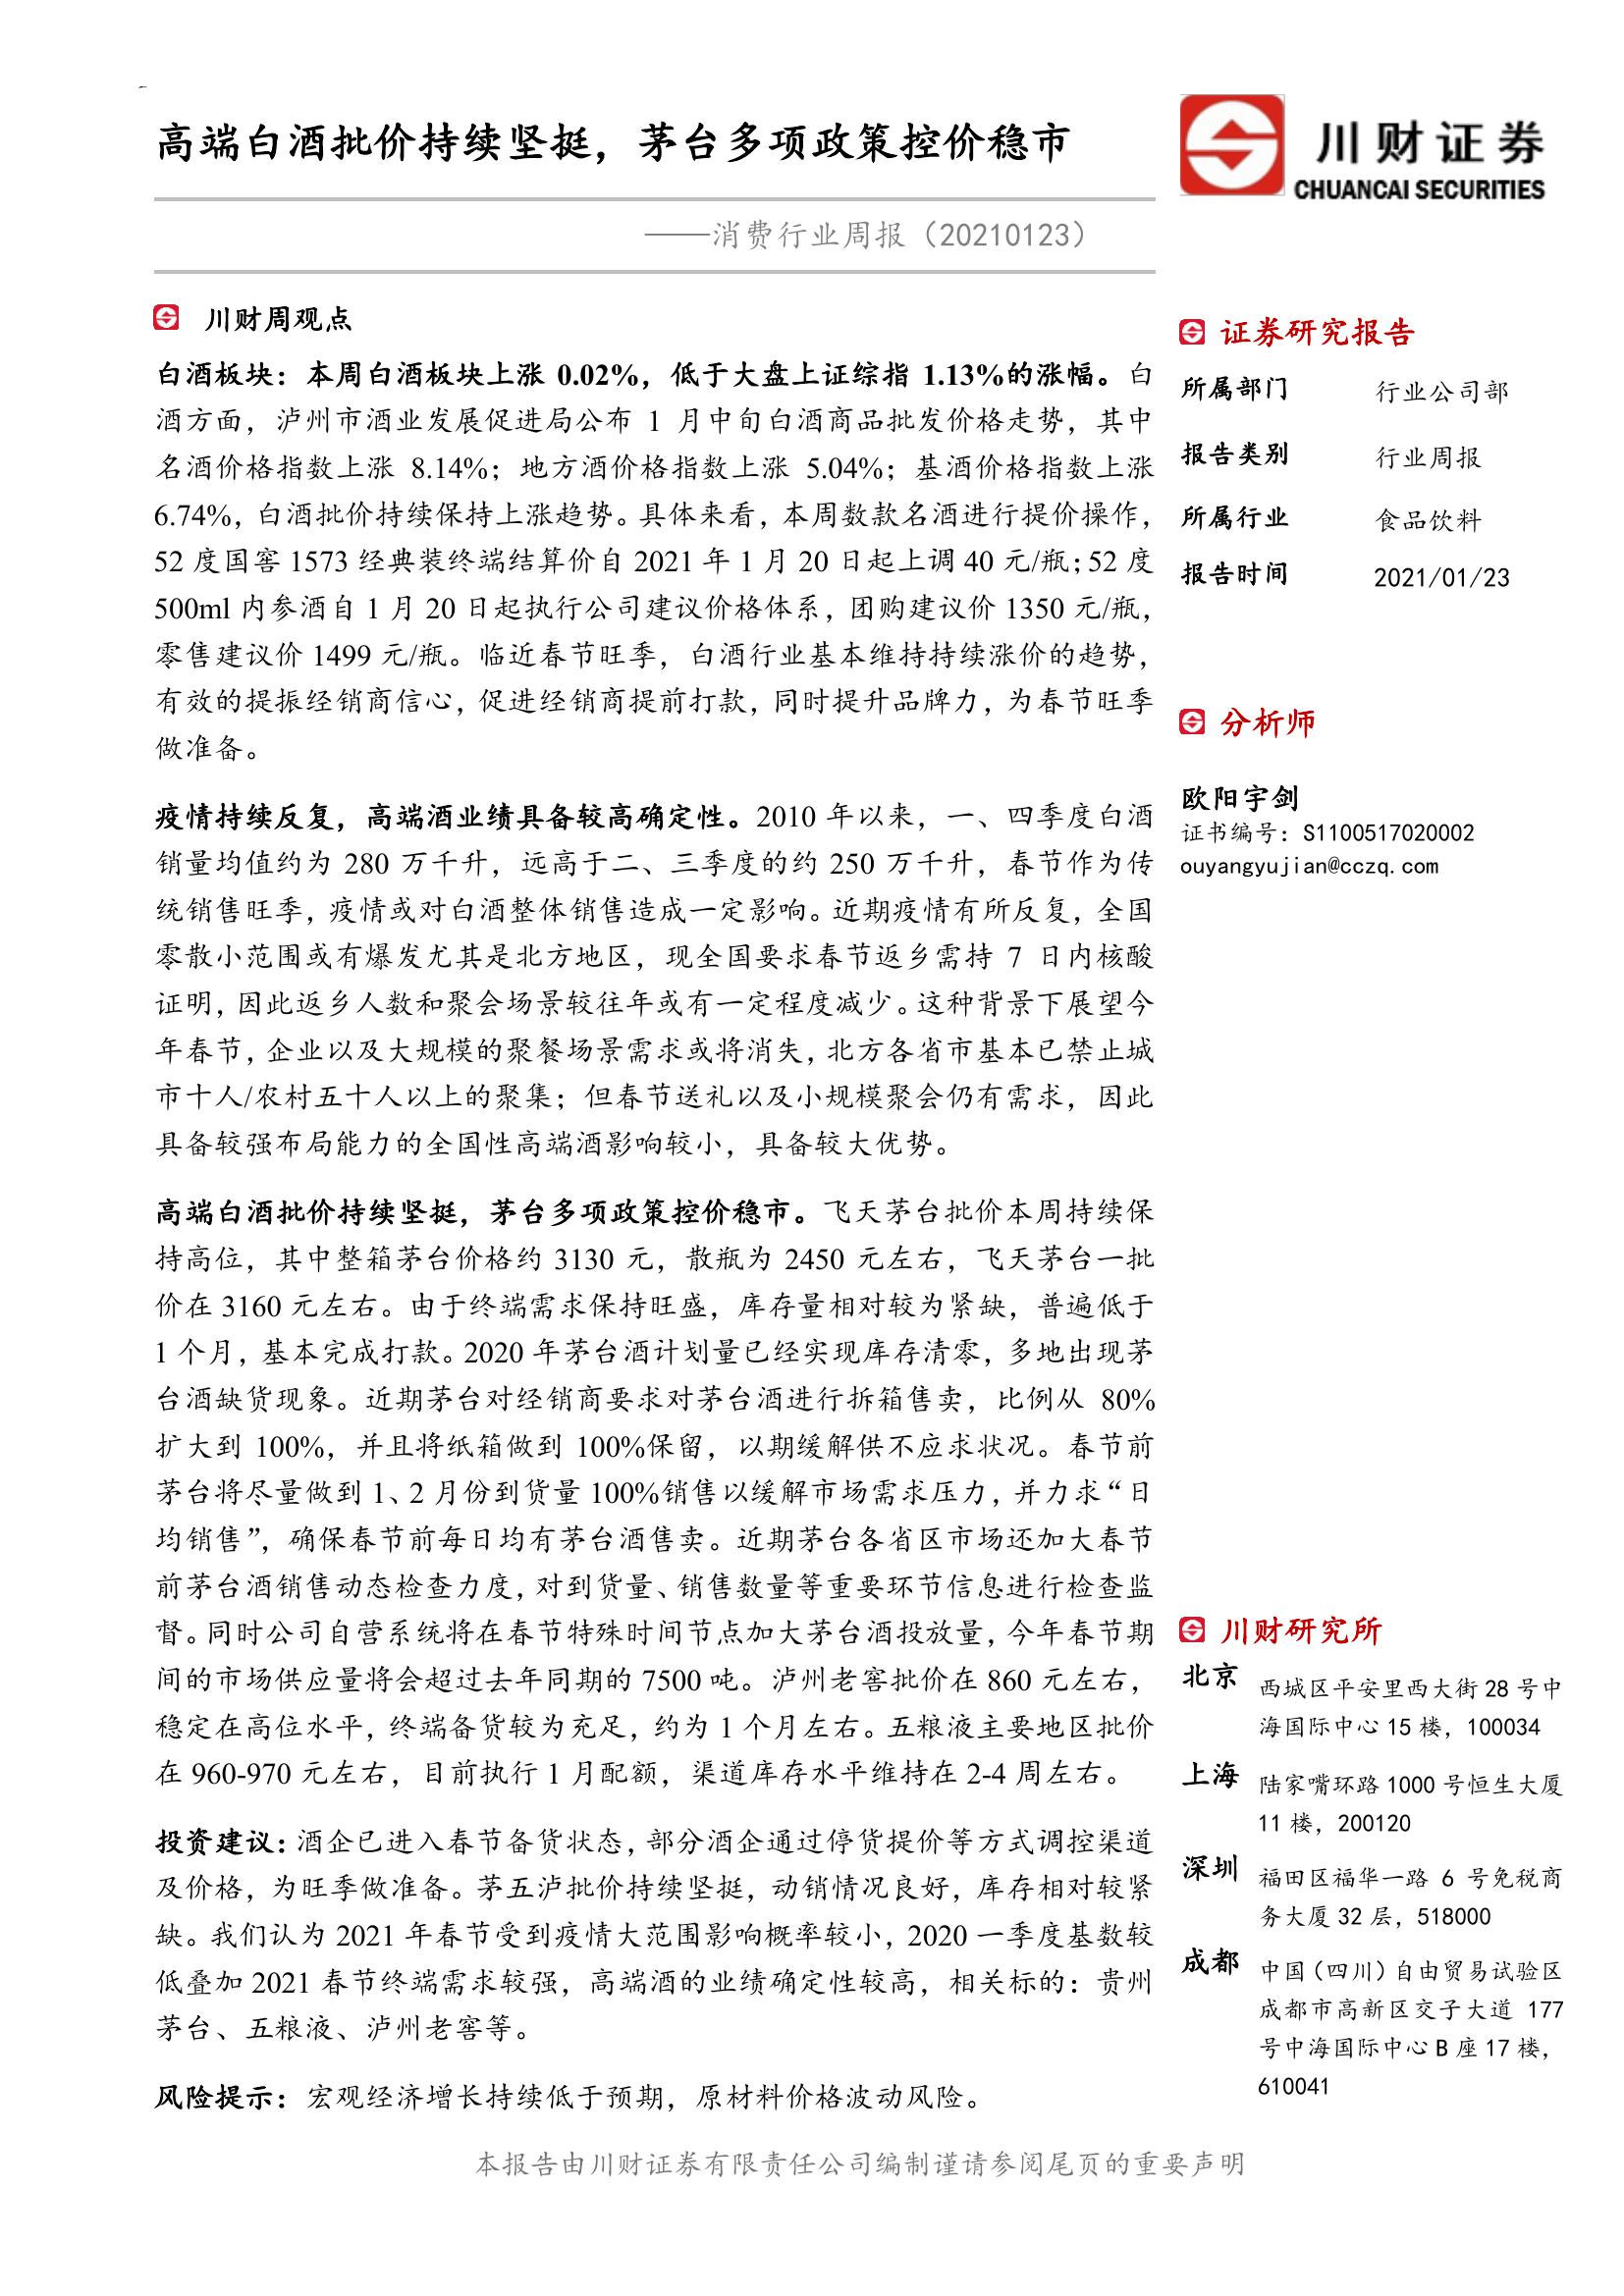 高端白酒批价持续坚挺，茅台多项政策控价稳市
——消费行业周报（20210123）
川财证券
CHUANCAI SECURITIES
川财周观点
白酒板块：本周白酒板块上涨 0.02%，低于大盘上证综指 1.13%的涨幅。白
酒方面，泸州市酒业发展促进局公布 1 月中旬白酒商品批发价格走势，其中
名酒价格指数上涨 8.14%；地方酒价格指数上涨 5.04%；基酒价格指数上涨
6.74%，白酒批价持续保持上涨趋势。具体来看，本周数款名酒进行提价操作，
52 度国窖 1573 经典装终端结算价自 2021 年 1 月 20 日起上调 40 元/瓶；52 度
500ml 内参酒自 1 月 20 日起执行公司建议价格体系，团购建议价 1350 元/瓶，
零售建议价 1499 元/瓶。临近春节旺季，白酒行业基本维持持续涨价的趋势，
有效的提振经销商信心，促进经销商提前打款，同时提升品牌力，为春节旺季
做准备。
疫情持续反复，高端酒业绩具备较高确定性。2010 年以来，一、四季度白酒
销量均值约为 280 万千升，远高于二、三季度的约 250 万千升，春节作为传
统销售旺季，疫情或对白酒整体销售造成一定影响。近期疫情有所反复，全国
零散小范围或有爆发尤其是北方地区，现全国要求春节返乡需持 7 日内核酸
证明，因此返乡人数和聚会场景较往年或有一定程度减少。这种背景下展望今
年春节，企业以及大规模的聚餐场景需求或将消失，北方各省市基本已禁止城
市十人/农村五十人以上的聚集；但春节送礼以及小规模聚会仍有需求，因此
具备较强布局能力的全国性高端酒影响较小，具备较大优势。
高端白酒批价持续坚挺，茅台多项政策控价稳市。飞天茅台批价本周持续保
持高位，其中整箱茅台价格约 3130 元，散瓶为 2450 元左右，飞天茅台一批
价在 3160 元左右。由于终端需求保持旺盛，库存量相对较为紧缺，普遍低于
1 个月，基本完成打款。2020 年茅台酒计划量已经实现库存清零，多地出现茅
台酒缺货现象。近期茅台对经销商要求对茅台酒进行拆箱售卖，比例从 80%
扩大到 100%，并且将纸箱做到 100%保留，以期缓解供不应求状况。春节前
茅台将尽量做到 1、2 月份到货量 100%销售以缓解市场需求压力，并力求“日
均销售”，确保春节前每日均有茅台酒售卖。近期茅台各省区市场还加大春节
前茅台酒销售动态检查力度，对到货量、销售数量等重要环节信息进行检查监
督。同时公司自营系统将在春节特殊时间节点加大茅台酒投放量，今年春节期
间的市场供应量将会超过去年同期的 7500 吨。泸州老窖批价在 860 元左右，
稳定在高位水平，终端备货较为充足，约为 1 个月左右。五粮液主要地区批价
在 960-970 元左右，目前执行 1 月配额，渠道库存水平维持在 2-4 周左右。
投资建议：酒企已进入春节备货状态，部分酒企通过停货提价等方式调控渠道
及价格，为旺季做准备。茅五泸批价持续坚挺，动销情况良好，库存相对较紧
缺。我们认为 2021 年春节受到疫情大范围影响概率较小，2020 一季度基数较
低叠加 2021 春节终端需求较强，高端酒的业绩确定性较高，相关标的：贵州
茅台、五粮液、泸州老窖等。
风险提示：宏观经济增长持续低于预期，原材料价格波动风险。
证券研究报告
所属部门 行业公司部
报告类别 行业周报
所属行业 食品饮料
报告时间 2021/01/23
分析师
欧阳宇剑
证书编号：S1100517020002
ouyangyujian@cczq.com
川财研究所
北京 西城区平安里西大街 28 号中
海国际中心 15 楼，100034
上海 陆家嘴环路 1000 号恒生大厦
11 楼，200120
深圳 福田区福华一路 6 号免税商
务大厦 32 层，518000
成都 中国（四川）自由贸易试验区
成都市高新区交子大道 177
号中海国际中心 B 座 17 楼，
610041
本报告由川财证券有限责任公司编制谨请参阅尾页的重要声明